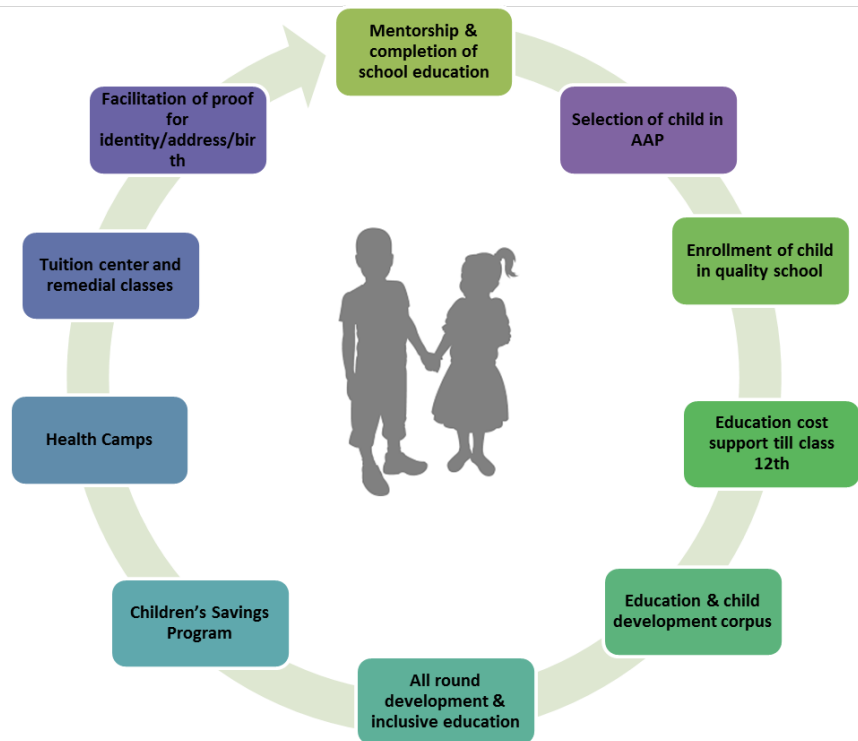 Mentorship &
completion of
school education
Selection of child in
AAP
Enrollment of child
in quality school
Education cost
support till class
12th
Education & child
development corpus
All round
development &
inclusive education
Children's Savings
Program
Health Camps
Tuition center and
remedial classes
Facilitation of proof
for
identity/address/bir
th